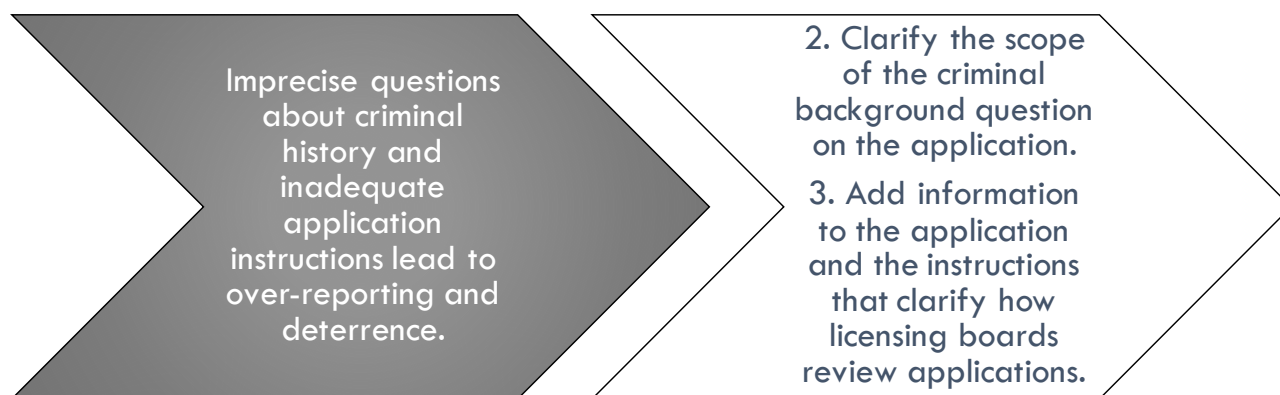 Imprecise questions
about criminal
history and
inadequate
application
instructions lead to
over-reporting and
deterrence.
2. Clarify the scope
of the criminal
background question
on the application.
3. Add information
to the application
and the instructions
that clarify how
licensing boards
review applications.